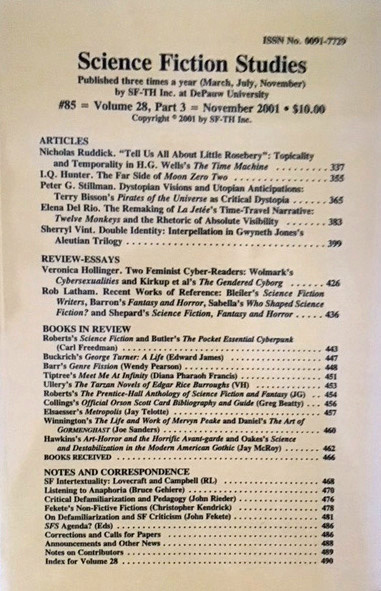 ISSN No. 0091-7729
Science Fiction Studies
Published three times a year (March, July, November)
by SF-TH Inc. at DePauw University
#85 = Volume 28, Part 3 = November 2001 • $10.00
Copyright © 2001 by SF-TH Inc.
ARTICLES
Nicholas Ruddick. "Tell Us All About Little Rosebery": Topicality
and Temporality in H.G. Wells's The Time Machine . . . . . . . . . . 337
I.Q. Hunter. The Far Side of Moon Zero Two . . . . . . . . . . . . . . . . . . 355
Peter G. Stillman. Dystopian Visions and Utopian Anticipations:
Terry Bisson's Pirates of the Universe as Critical Dystopia . . . . . 365
Elena Del Rio. The Remaking of La Jetée's Time-Travel Narrative:
Twelve Monkeys and the Rhetoric of Absolute Visibility . . . . . . . . 383
Sherryl Vint. Double Identity: Interpellation in Gwyneth Jones's
Aleutian Trilogy . . . . . . . . . . . . . . . . . . . . . . . . . . . . . . 399
REVIEW-ESSAYS
Veronica Hollinger. Two Feminist Cyber-Readers: Wolmark's
Cybersexualities and Kirkup et al's The Gendered Cyborg . . . . . . . 426
Rob Latham. Recent Works of Reference: Bleiler's Science Fiction
Writers, Barron's Fantasy and Horror, Sabella's Who Shaped Science
Fiction? and Shepard's Science Fiction, Fantasy and Horror . . . . . 436
BOOKS IN REVIEW
Roberts's Science Fiction and Butler's The Pocket Essential Cyberpunk
(Carl Freedman) . . . . . . . . . . . . . . . . . . . . . . . . . . . . . . 443
Buckrich's George Turner: A Life (Edward James) . . . . . . . . . . . . . . . 447
Barr's Genre Fission (Wendy Pearson) . . . . . . . . . . . . . . . . . . . . . . 448
Tiptree's Meet Me At Infinity (Diana Pharaoh Francis) . . . . . . . . . . . . 451
Ullery's The Tarzan Novels of Edgar Rice Burroughs (VH) . . . . . . . . . . 453
Roberts's The Prentice-Hall Anthology of Science Fiction and Fantasy (JG) . . 454
Collings's Official Orson Scott Card Bibliography and Guide (Greg Beatty) . . 456
Elsaesser's Metropolis (Jay Telotte) . . . . . . . . . . . . . . . . . . . . . . . . 457
Winnington's The Life and Work of Mervyn Peake and Daniel's The Art of
GORMENGHAST (Joe Sanders) . . . . . . . . . . . . . . . . . . . . . . . . 460
Hawkins's Art-Horror and the Horrific Avant-garde and Oakes's Science
and Destabilization in the Modern American Gothic (Jay McRoy) . . . . 462
BOOKS RECEIVED . . . . . . . . . . . . . . . . . . . . . . . . . . . . . . . . 466
NOTES AND CORRESPONDENCE
SF Intertextuality: Lovecraft and Campbell (RL) . . . . . . . . . . . . . . . . 468
Listening to Anaphoria (Bruce Gehiere) . . . . . . . . . . . . . . . . . . . . . 470
Critical Defamiliarization and Pedagogy (John Rieder) . . . . . . . . . . . . . 476
Fekete's Non-Fictive Fictions (Christopher Kendrick) . . . . . . . . . . . . . . 478
On Defamiliarization and SF Criticism (John Fekete) . . . . . . . . . . . . . . 481
SFS Agenda? (Eds) . . . . . . . . . . . . . . . . . . . . . . . . . . . . . . . . 486
Corrections and Calls for Papers . . . . . . . . . . . . . . . . . . . . . . . . . 486
Announcements and Other News . . . . . . . . . . . . . . . . . . . . . . . . . 488
Notes on Contributors . . . . . . . . . . . . . . . . . . . . . . . . . . . . . . . 489
Index for Volume 28 . . . . . . . . . . . . . . . . . . . . . . . . . . . . . . . . 490